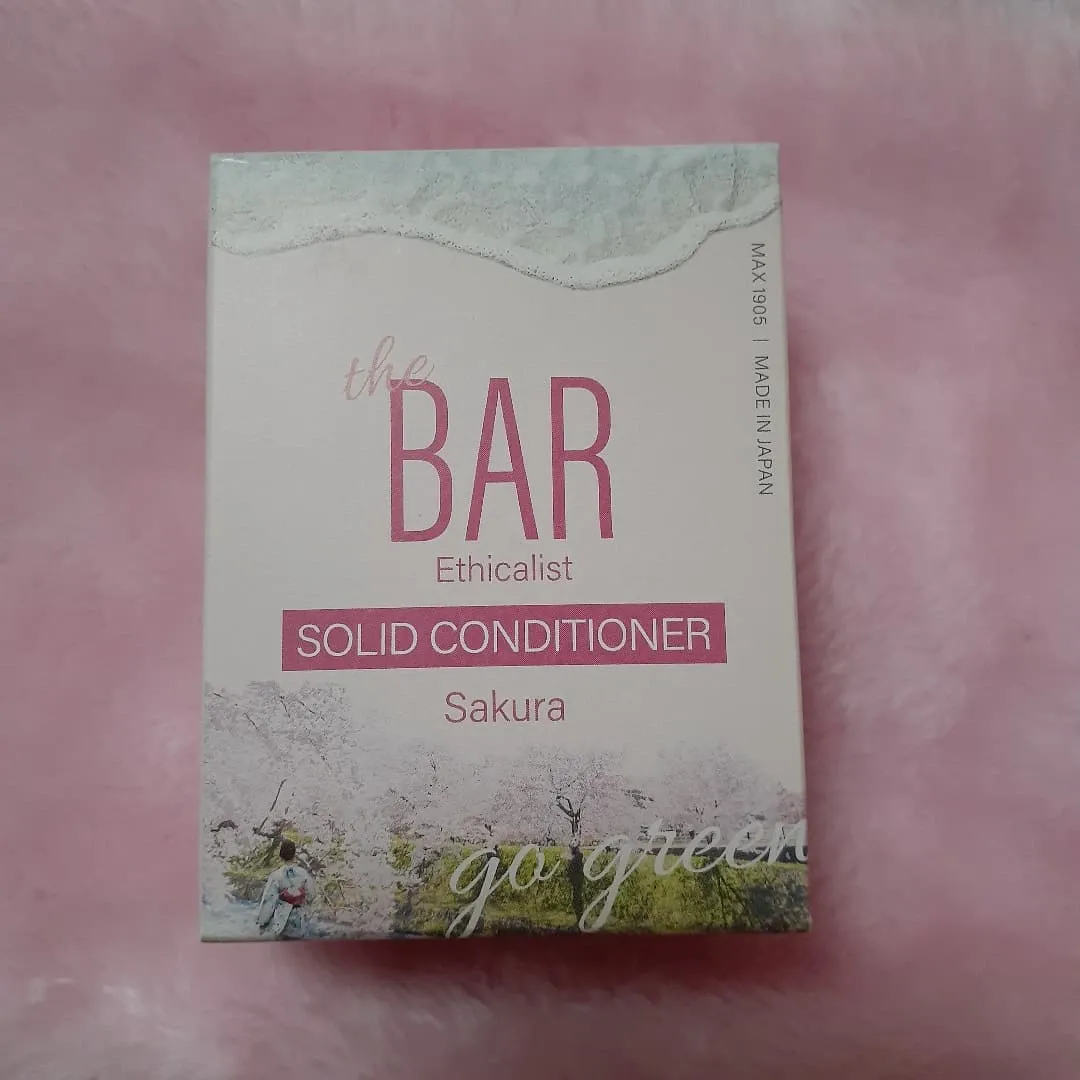 the
BAR
Ethicalist
SOLID CONDITIONER
Sakura
go green
MAX 1905 | MADE IN JAPAN